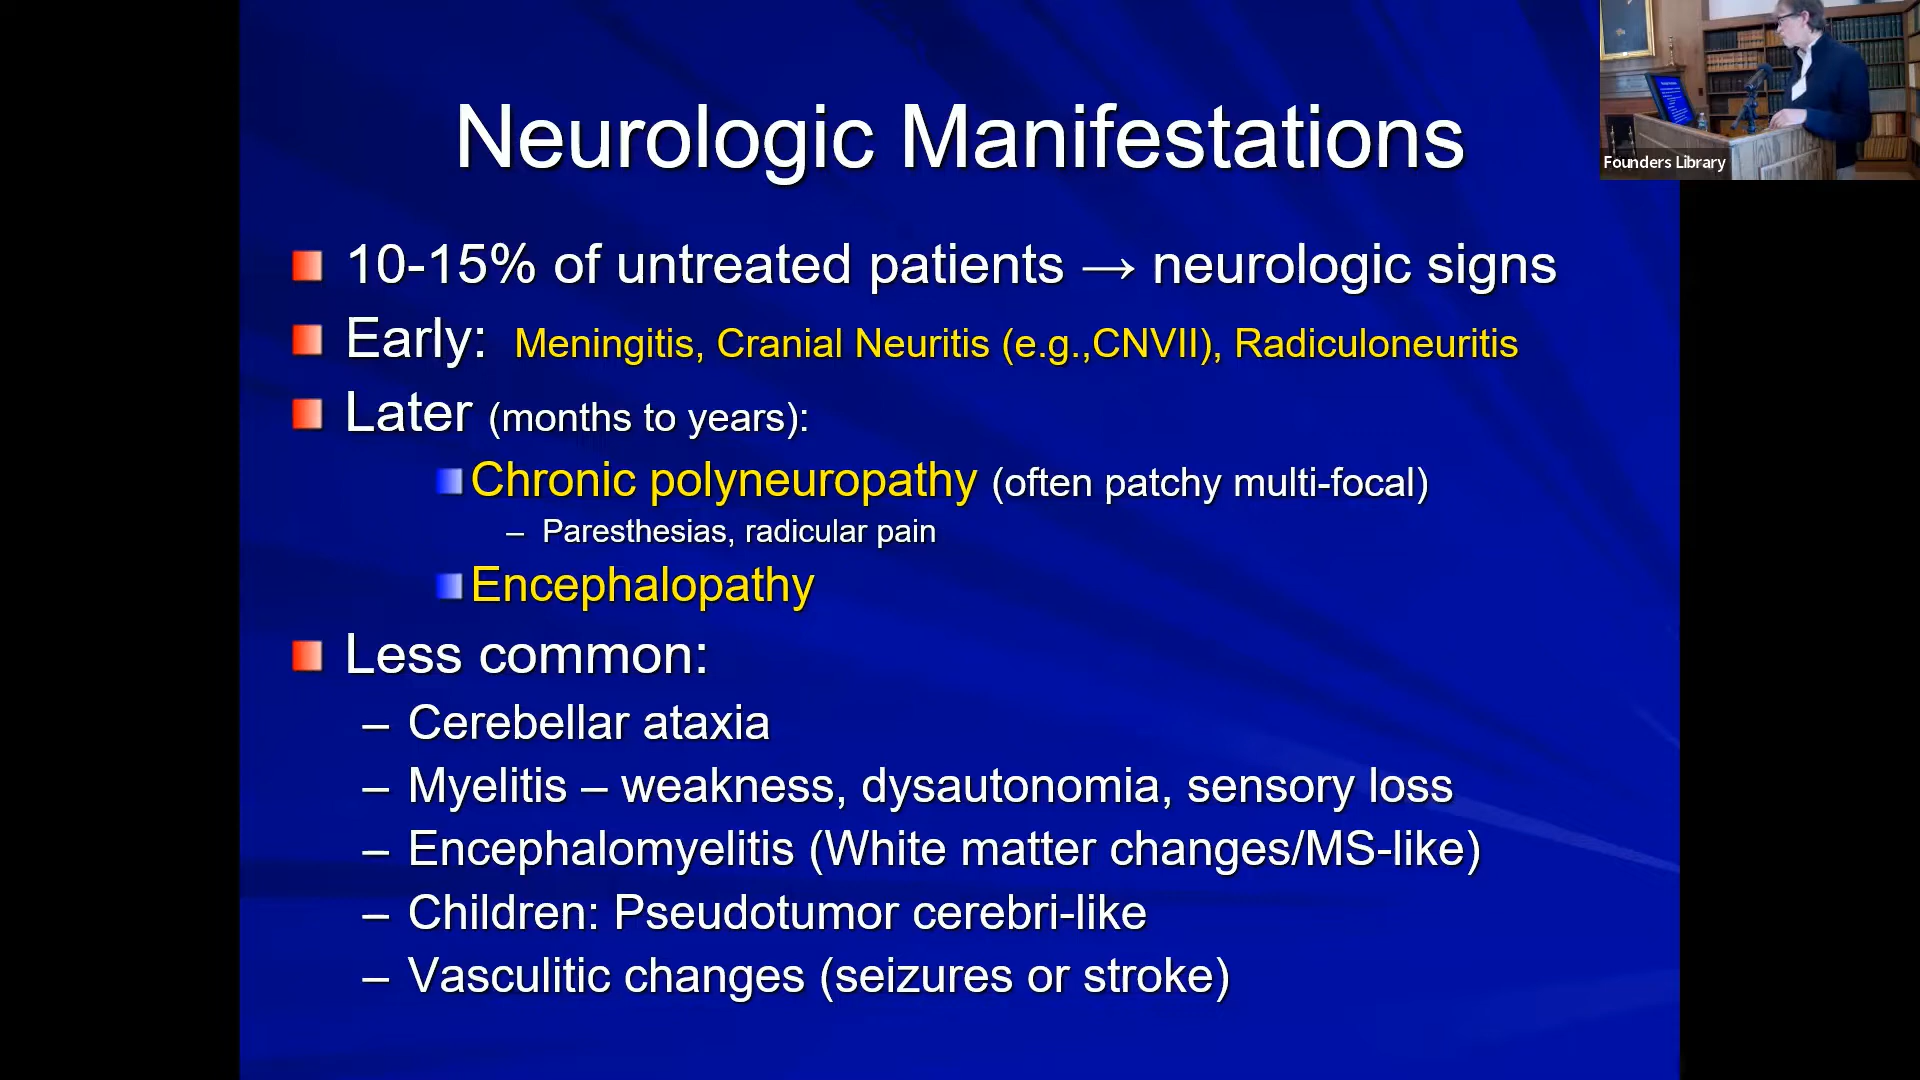 Neurologic Manifestations
Founders Library
10-15% of untreated patients → neurologic signs
Early: Meningitis, Cranial Neuritis (e.g.,CNVII), Radiculoneuritis
Later (months to years):
Chronic polyneuropathy (often patchy multi-focal)
– Paresthesias, radicular pain
Encephalopathy
Less common:
– Cerebellar ataxia
– Myelitis – weakness, dysautonomia, sensory loss
– Encephalomyelitis (White matter changes/MS-like)
– Children: Pseudotumor cerebri-like
– Vasculitic changes (seizures or stroke)